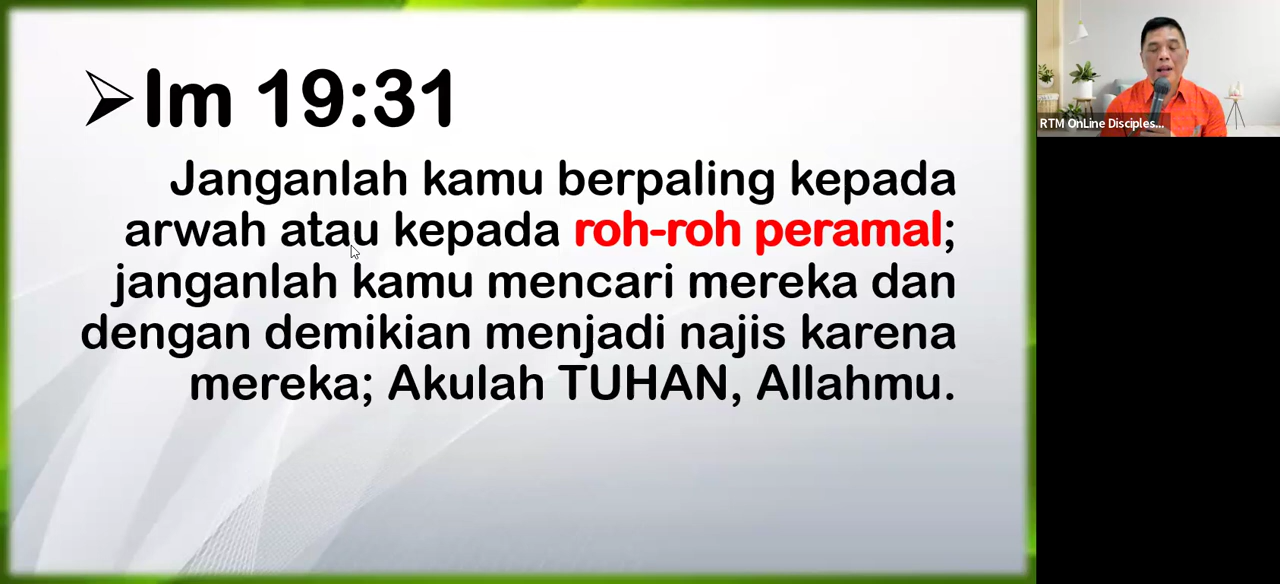 Im 19:31
Janganlah kamu berpaling kepada
arwah atau kepada roh-roh peramal;
janganlah kamu mencari mereka dan
dengan demikian menjadi najis karena
mereka; Akulah TUHAN, Allahmu.
RTM OnLine Disciples...